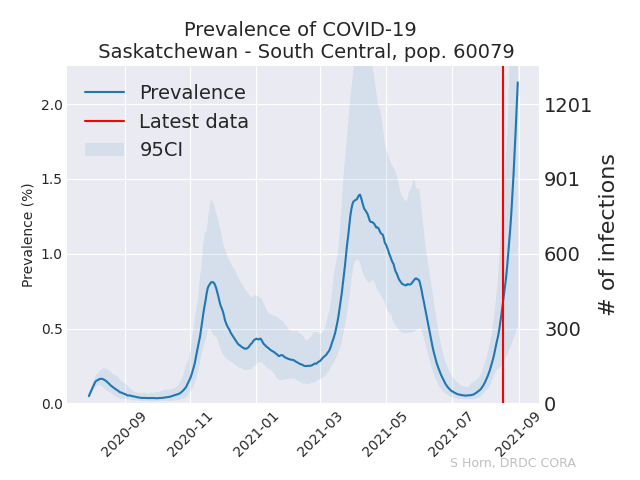 Prevalence of COVID-19
Saskatchewan - South Central, pop. 60079
Prevalence
Latest data
95CI
Prevalence (%)
2.0
1.5
1.0
0.5
0.0
1201
901
600
300
0
# of infections
2020-09
2020-11
2021-01
2021-03
2021-05
2021-07
2021-09
S Horn, DRDC CORA